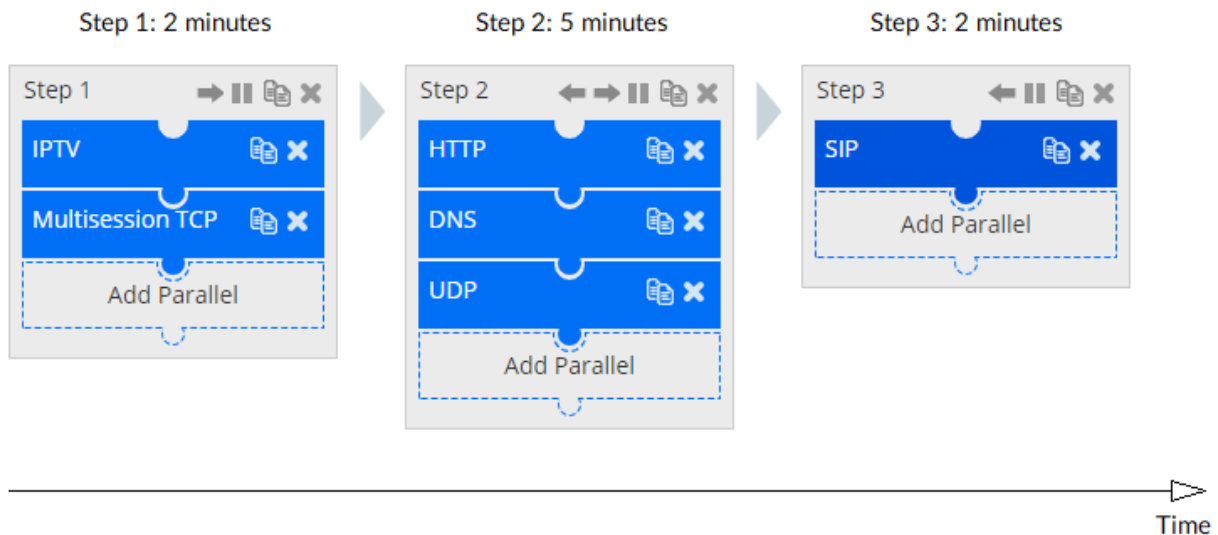 Step 1: 2 minutes
Step 2: 5 minutes
Step 3: 2 minutes
Step 1
IPTV
Multisession TCP
Add Parallel
Step 2
HTTP
DNS
UDP
Add Parallel
Step 3
SIP
Add Parallel
Time